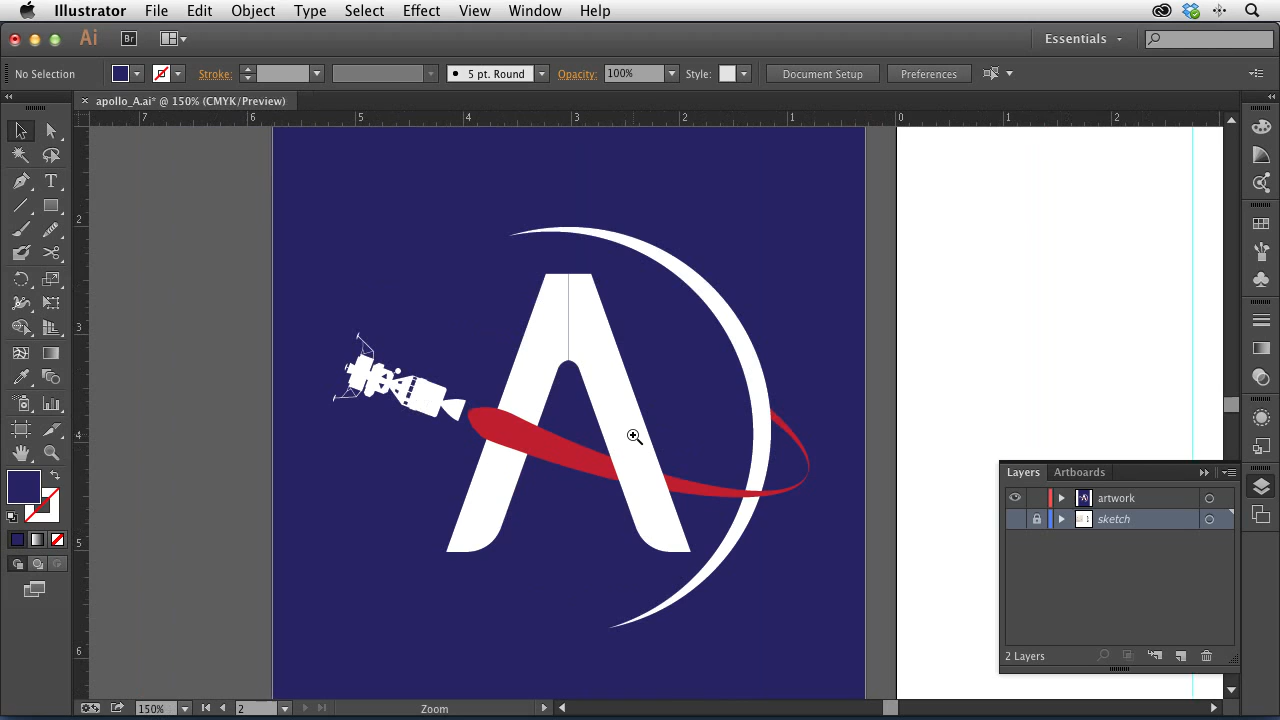 Illustrator File Edit Object Type Select Effect View Window Help
Ai Br Essentials
No Selection Stroke: 5 pt. Round Opacity: 100% Style: Document Setup Preferences
× apollo_A.ai* @ 150% (CMYK/Preview)
7 6 5 4 3 2 1 0 1 2
2
3
4
5
6
A
Layers Artboards
artwork
sketch
2 Layers
150% 2 Zoom